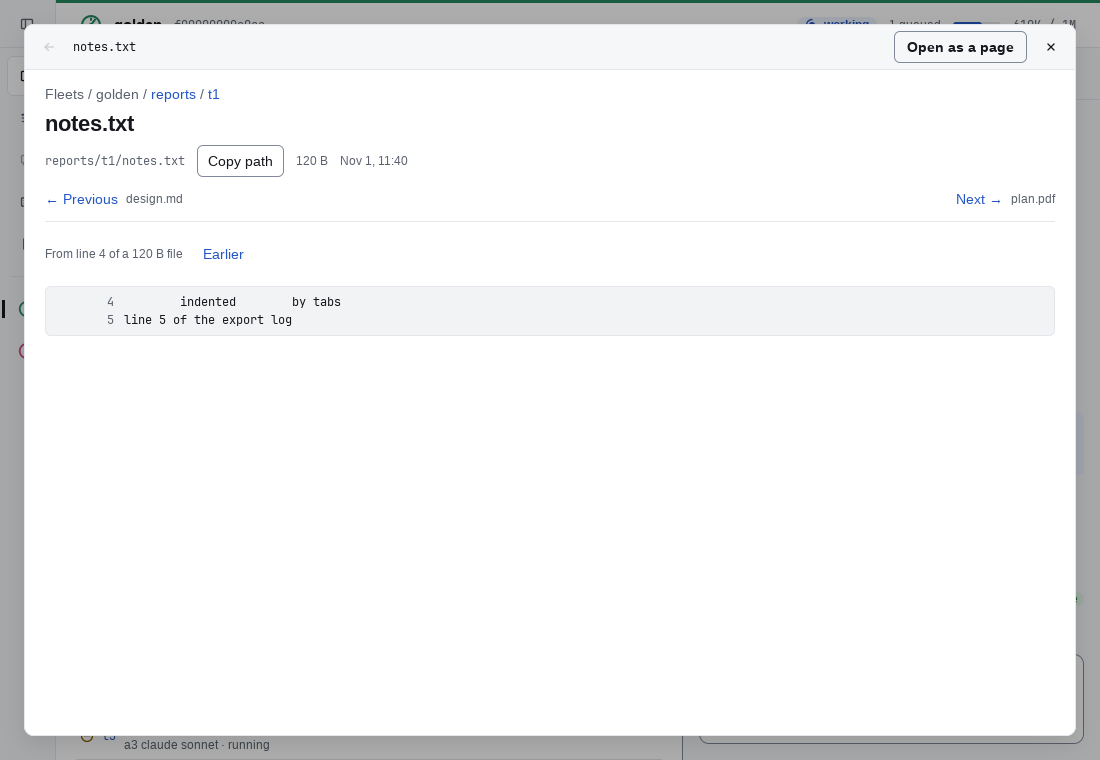 notes.txt
Open as a page ×
Fleets / golden / reports / t1
notes.txt
reports/t1/notes.txt Copy path 120 B Nov 1, 11:40
← Previous design.md Next → plan.pdf
From line 4 of a 120 B file Earlier
4 indented by tabs
5 line 5 of the export log
a3 claude sonnet · running